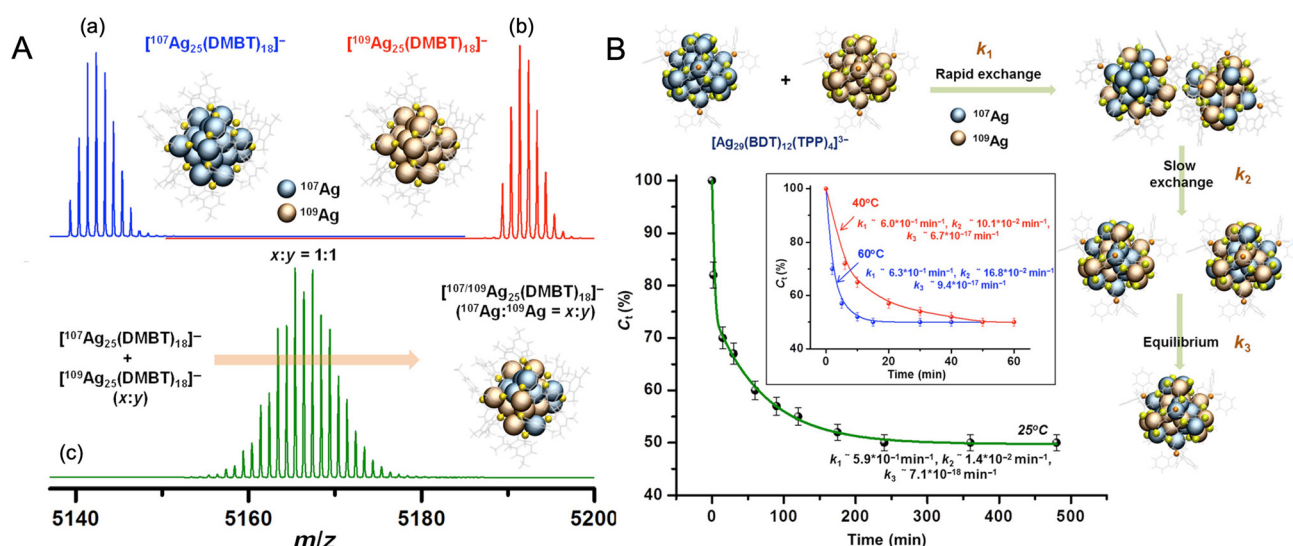 A
(a)
(b)
[¹⁰⁷Ag₂₅(DMBT)₁₈]⁻
[¹⁰⁹Ag₂₅(DMBT)₁₈]⁻
¹⁰⁷Ag
¹⁰⁹Ag
x:y = 1:1
[¹⁰⁷Ag₂₅(DMBT)₁₈]⁻
+
[¹⁰⁹Ag₂₅(DMBT)₁₈]⁻
(x:y)
[¹⁰⁷/¹⁰⁹Ag₂₅(DMBT)₁₈]⁻
(¹⁰⁷Ag:¹⁰⁹Ag = x:y)
(c)
5140 5160 5180 5200
m/z
B
+
k₁
Rapid exchange
¹⁰⁷Ag
¹⁰⁹Ag
[Ag₂₉(BDT)₁₂(TPP)₄]³⁻
Slow
exchange
k₂
Equilibrium
k₃
100
90
80
70
60
50
40
Cₜ (%)
0 100 200 300 400 500
Time (min)
25°C
k₁ ~ 5.9*10⁻¹ min⁻¹, k₂ ~ 1.4*10⁻² min⁻¹,
k₃ ~ 7.1*10⁻¹⁸ min⁻¹
100
90
80
70
60
50
40
Cₜ (%)
40°C
k₁ ~ 6.0*10⁻¹ min⁻¹, k₂ ~ 10.1*10⁻² min⁻¹,
k₃ ~ 6.7*10⁻¹⁷ min⁻¹
60°C
k₁ ~ 6.3*10⁻¹ min⁻¹, k₂ ~ 16.8*10⁻² min⁻¹
k₃ ~ 9.4*10⁻¹⁷ min⁻¹
0 10 20 30 40 50 60
Time (min)